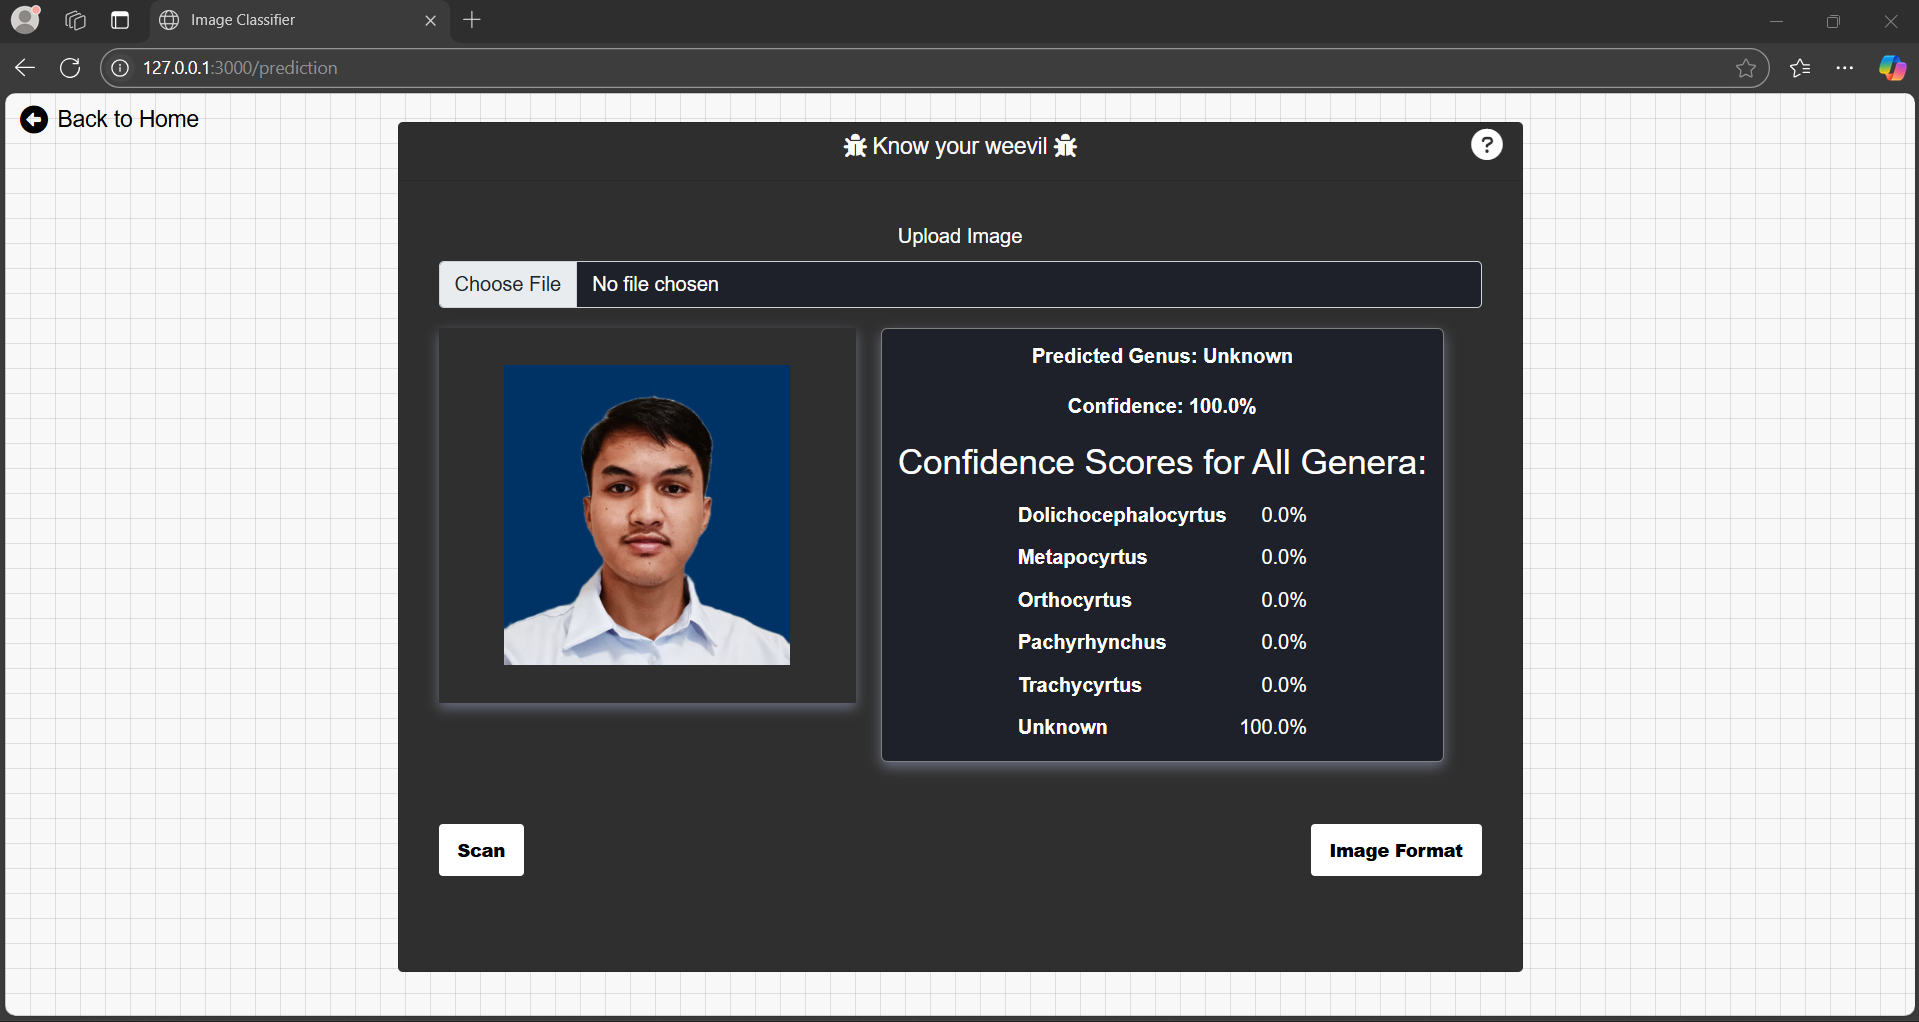 Image Classifier
127.0.0.1:3000/prediction
Back to Home
Know your weevil
?
Upload Image
Choose File No file chosen
Predicted Genus: Unknown
Confidence: 100.0%
Confidence Scores for All Genera:
Dolichocephalocyrtus 0.0%
Metapocyrtus 0.0%
Orthocyrtus 0.0%
Pachyrhynchus 0.0%
Trachycyrtus 0.0%
Unknown 100.0%
Scan Image Format